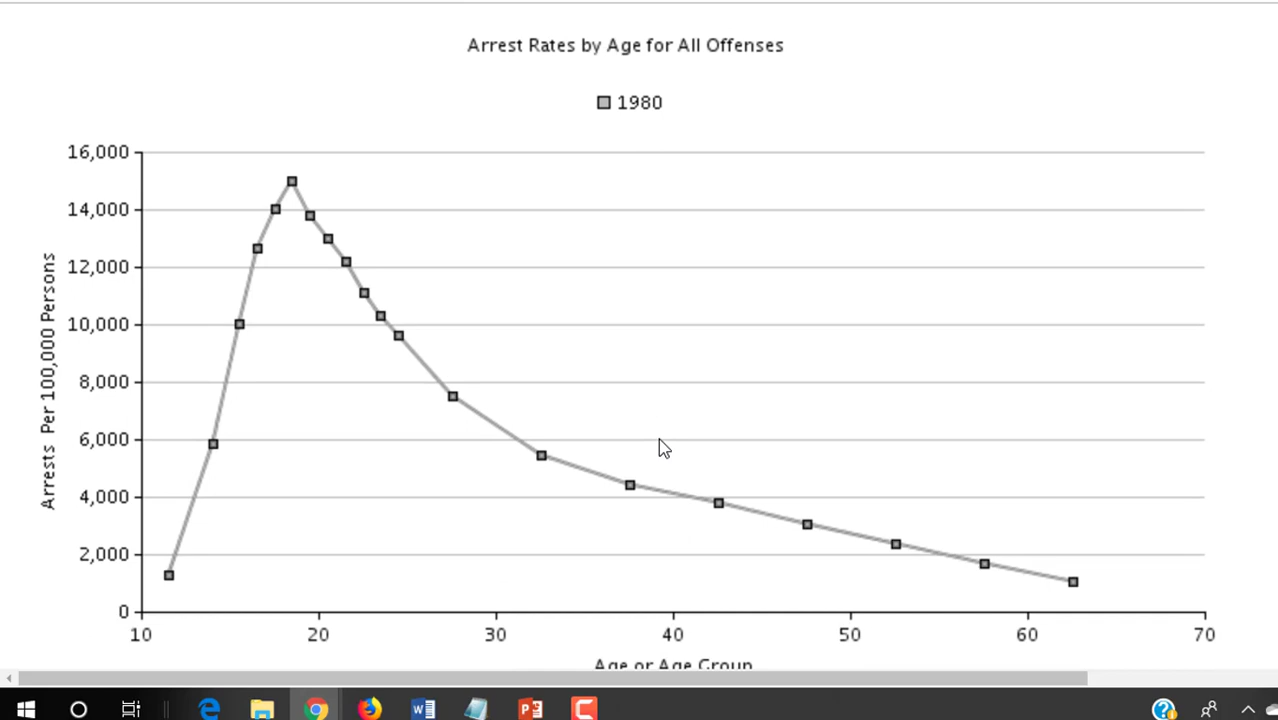 Arrest Rates by Age for All Offenses
1980
16,000
14,000
12,000
10,000
8,000
6,000
4,000
2,000
0
Arrests Per 100,000 Persons
10 20 30 40 50 60 70
Age or Age Group